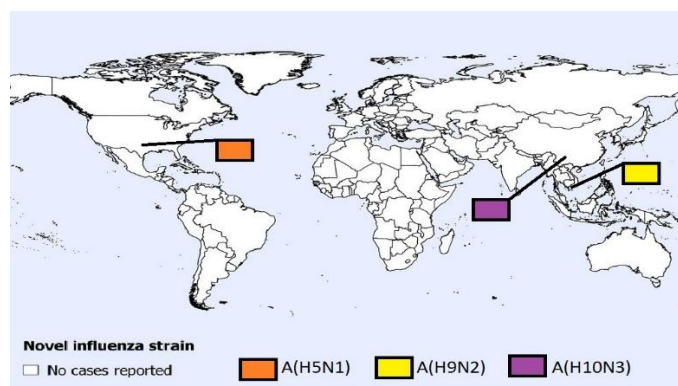 Novel influenza strain
No cases reported
A(H5N1)
A(H9N2)
A(H10N3)